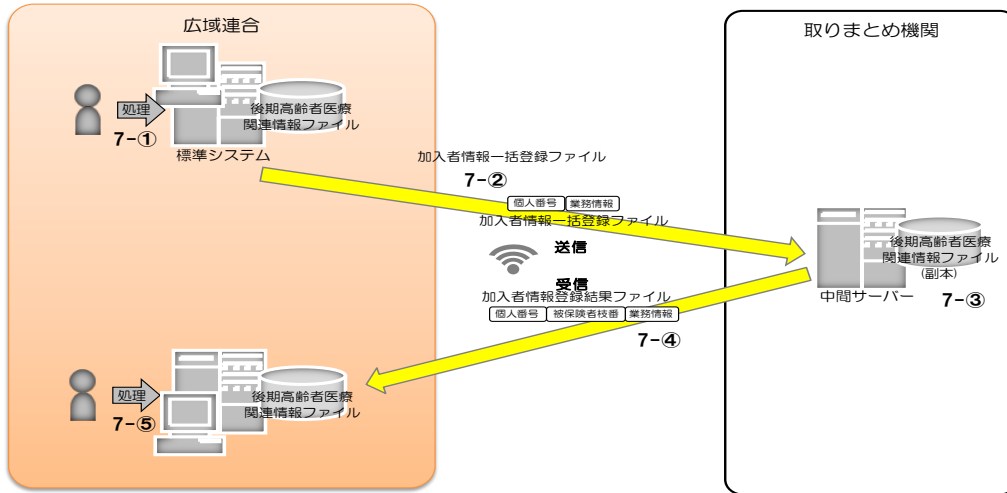 広域連合
取りまとめ機関
処理
7-①
後期高齢者医療
関連情報ファイル
標準システム
加入者情報一括登録ファイル
7-②
個人番号 業務情報
加入者情報一括登録ファイル
送信
受信
加入者情報登録結果ファイル
個人番号 被保険者枝番 業務情報
7-④
後期高齢者医療
関連情報ファイル
(副本)
中間サーバー
7-③
処理
7-⑤
後期高齢者医療
関連情報ファイル